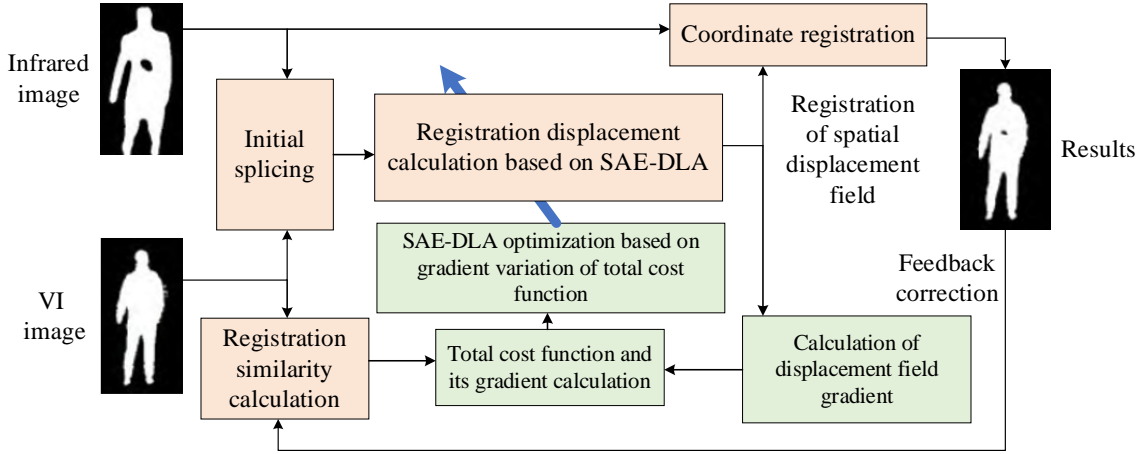 Infrared
image
Coordinate registration
Initial
splicing
Registration displacement
calculation based on SAE-DLA
Registration
of spatial
displacement
field
Results
SAE-DLA optimization based on
gradient variation of total cost
function
VI
image
Feedback
correction
Registration
similarity
calculation
Total cost function and
its gradient calculation
Calculation of
displacement field
gradient